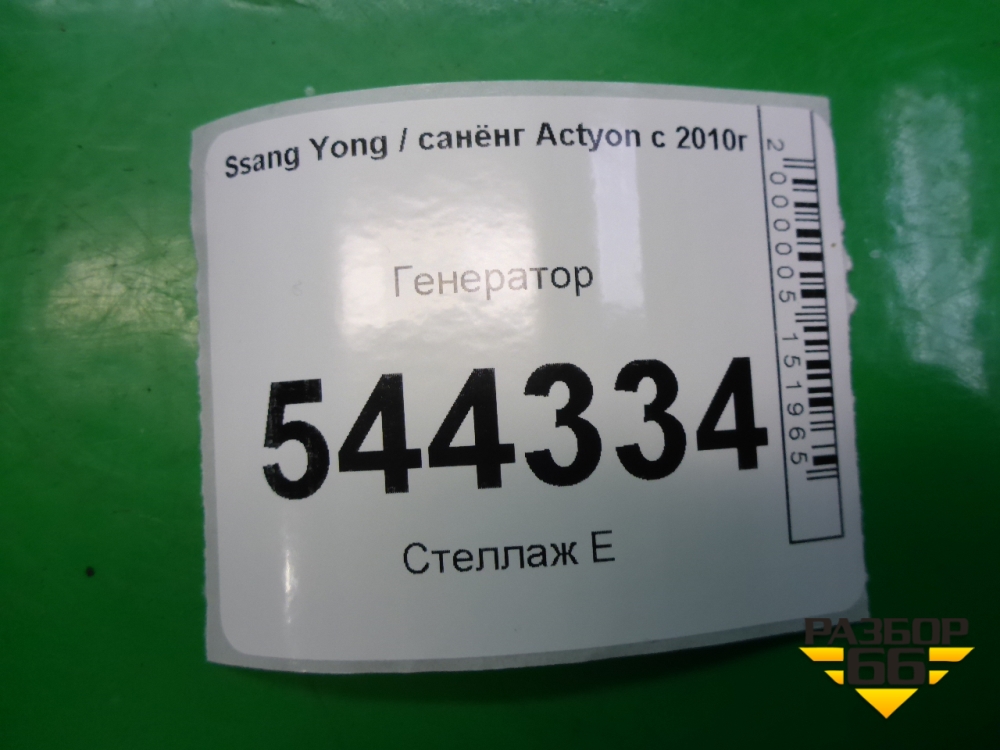 Ssang Yong / санёнг Actyon с 2010г
Генератор
544334
Стеллаж Е
2000005151965
РАЗБОР
66